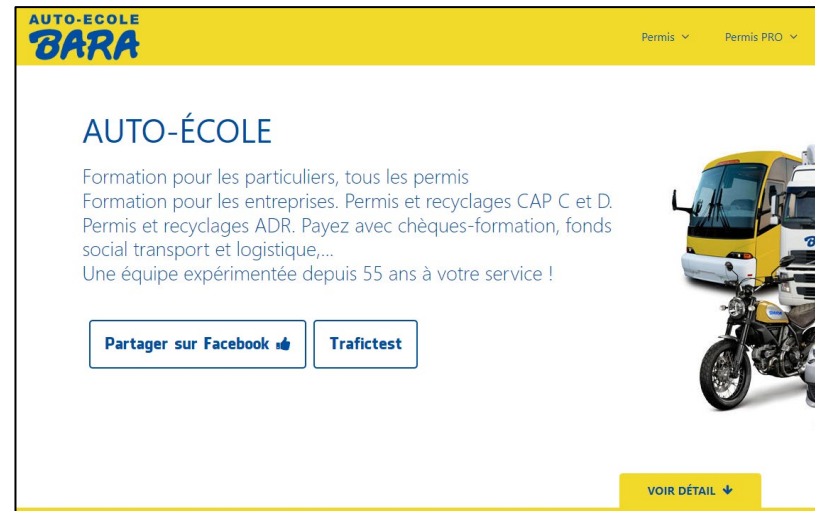 AUTO-ECOLE
BARA
Permis
Permis PRO
AUTO-ÉCOLE
Formation pour les particuliers, tous les permis
Formation pour les entreprises. Permis et recyclages CAP C et D.
Permis et recyclages ADR. Payez avec chèques-formation, fonds
social transport et logistique,...
Une équipe expérimentée depuis 55 ans à votre service !
Partager sur Facebook
Trafictest
VOIR DÉTAIL